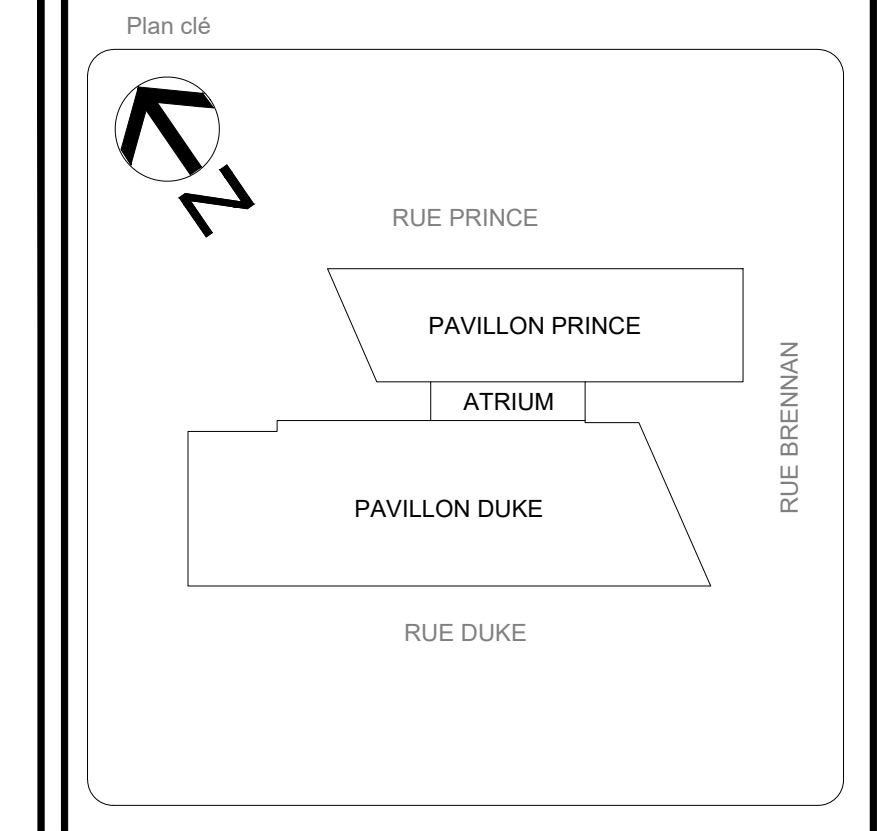 Plan clé
N
RUE PRINCE
PAVILLON PRINCE
RUE BRENNAN
ATRIUM
PAVILLON DUKE
RUE DUKE